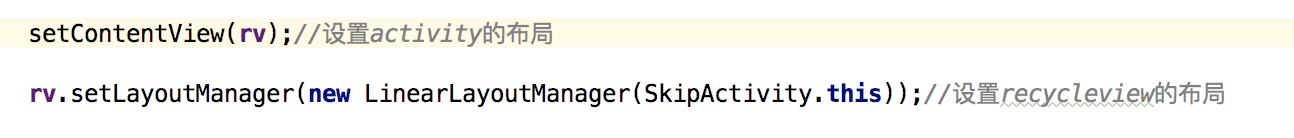 setContentView(rv);//设置activity的布局
rv.setLayoutManager(new LinearLayoutManager(SkipActivity.this));//设置recycleview的布局